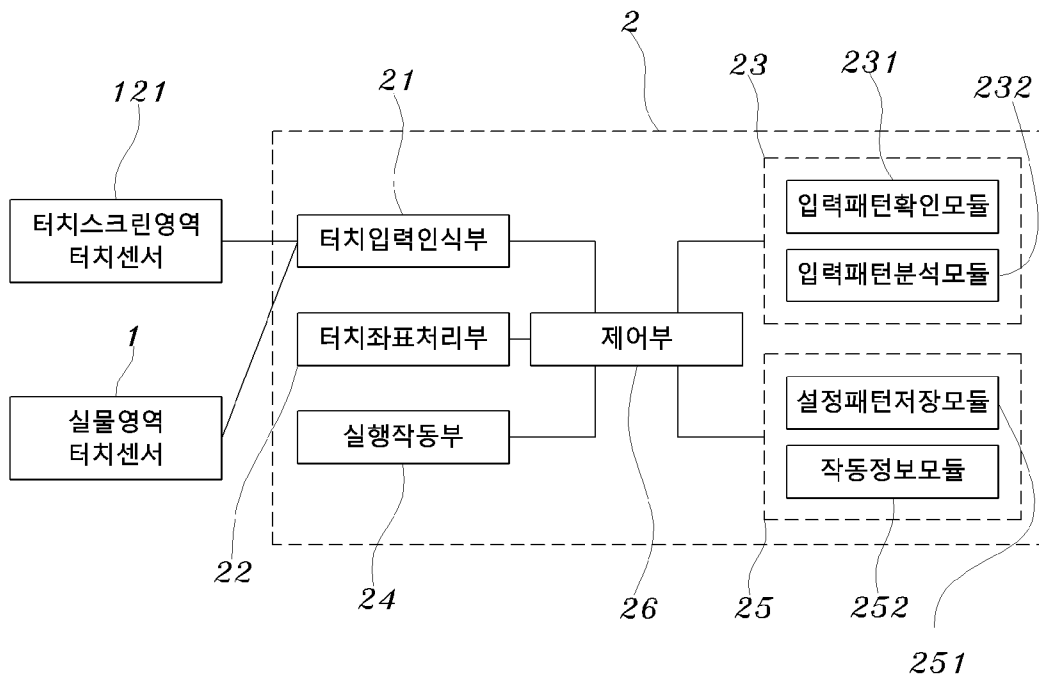 2
231
23
232
21
121
입력패턴확인모듈
터치스크린영역
터치센서
터치입력인식부
입력패턴분석모듈
1
터치좌표처리부
제어부
실물영역
터치센서
설정패턴저장모듈
실행작동부
작동정보모듈
22
24
26
25
252
251